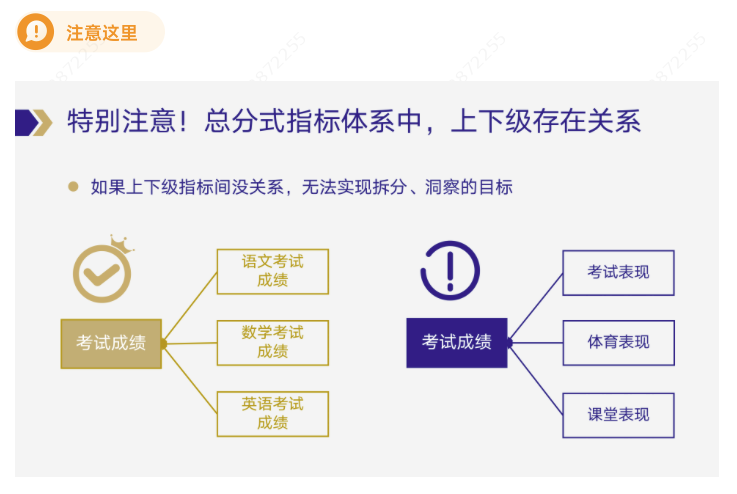 注意这里
特别注意！总分式指标体系中，上下级存在关系
如果上下级指标间没关系，无法实现拆分、洞察的目标
考试成绩
语文考试
成绩
数学考试
成绩
英语考试
成绩
考试成绩
考试表现
体育表现
课堂表现